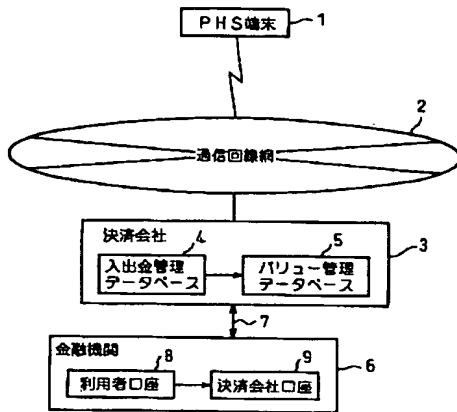 PHS端末
1
2
通信回線網
決済会社
3
4
5
入出金管理
データベース
バリュー管理
データベース
7
金融機関
6
8
9
利用者口座
決済会社口座